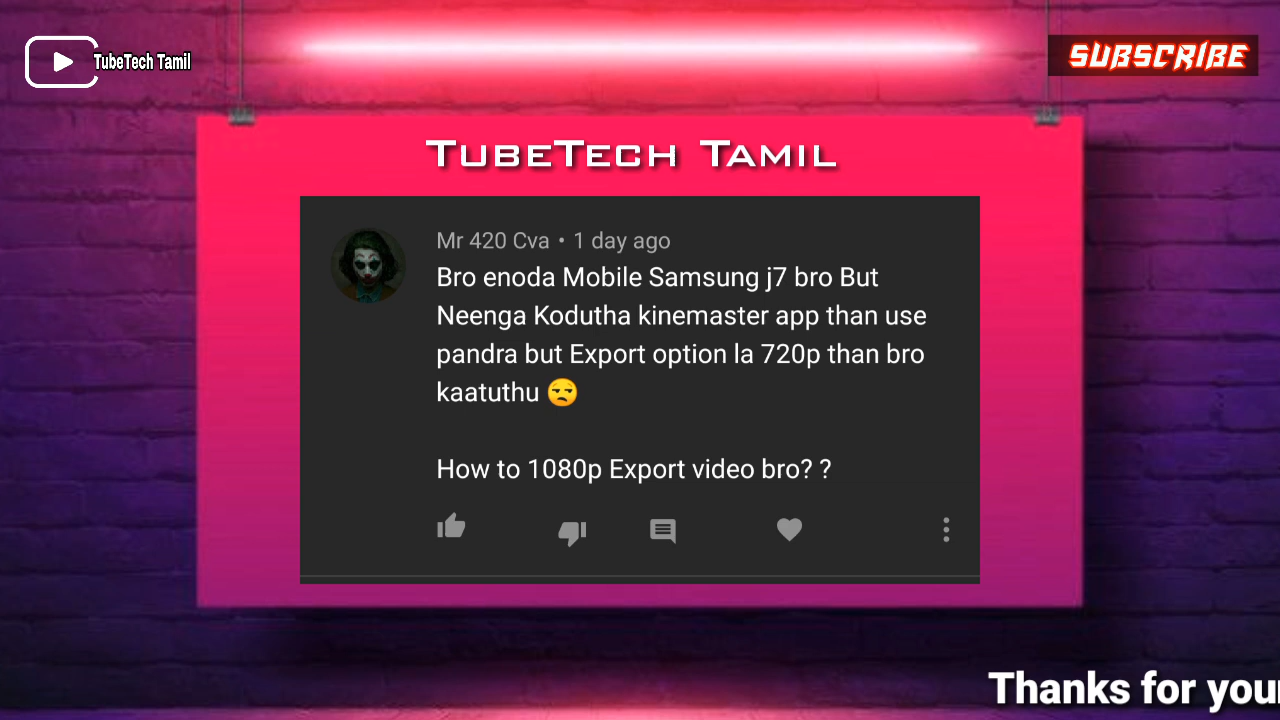 TubeTech Tamil
SUBSCRIBE
TubeTech Tamil
Mr 420 Cva • 1 day ago
Bro enoda Mobile Samsung j7 bro But
Neenga Kodutha kinemaster app than use
pandra but Export option la 720p than bro
kaatuthu 😒
How to 1080p Export video bro? ?
Thanks for your